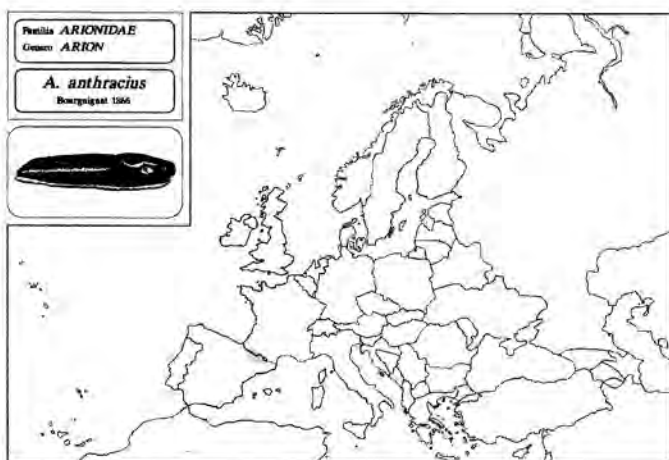 Familia ARIONIDAE
Genero ARION
A. anthracius
Bourguignat 1866